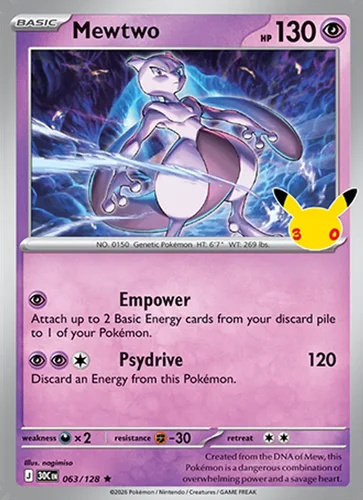 BASIC
Mewtwo
HP 130
NO. 0150 Genetic Pokémon HT: 6'7" WT: 269 lbs.
30
Empower
Attach up to 2 Basic Energy cards from your discard pile
to 1 of your Pokémon.
Psydrive 120
Discard an Energy from this Pokémon.
weakness ×2 resistance -30 retreat
Illus. nagimiso
J 30C EN 063/128 ★
Created from the DNA of Mew, this
Pokémon is a dangerous combination of
overwhelming power and a savage heart.
©2026 Pokémon / Nintendo / Creatures / GAME FREAK